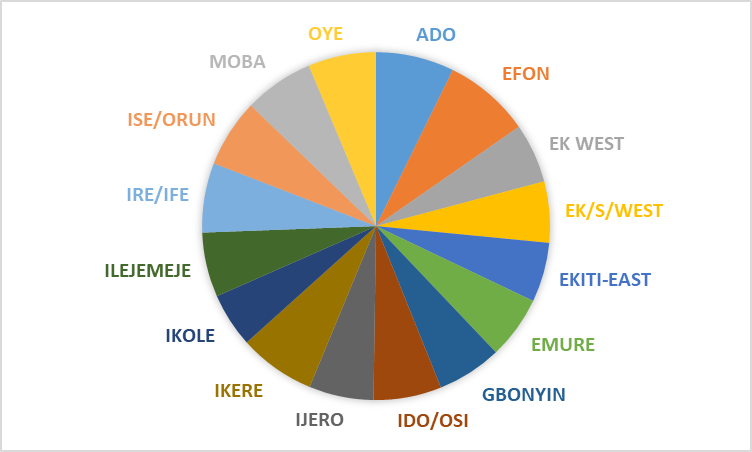 ADO
EFON
EK WEST
EK/S/WEST
EKITI-EAST
EMURE
GBONYIN
IDO/OSI
IJERO
IKERE
IKOLE
ILEJEMEJE
IRE/IFE
ISE/ORUN
MOBA
OYE